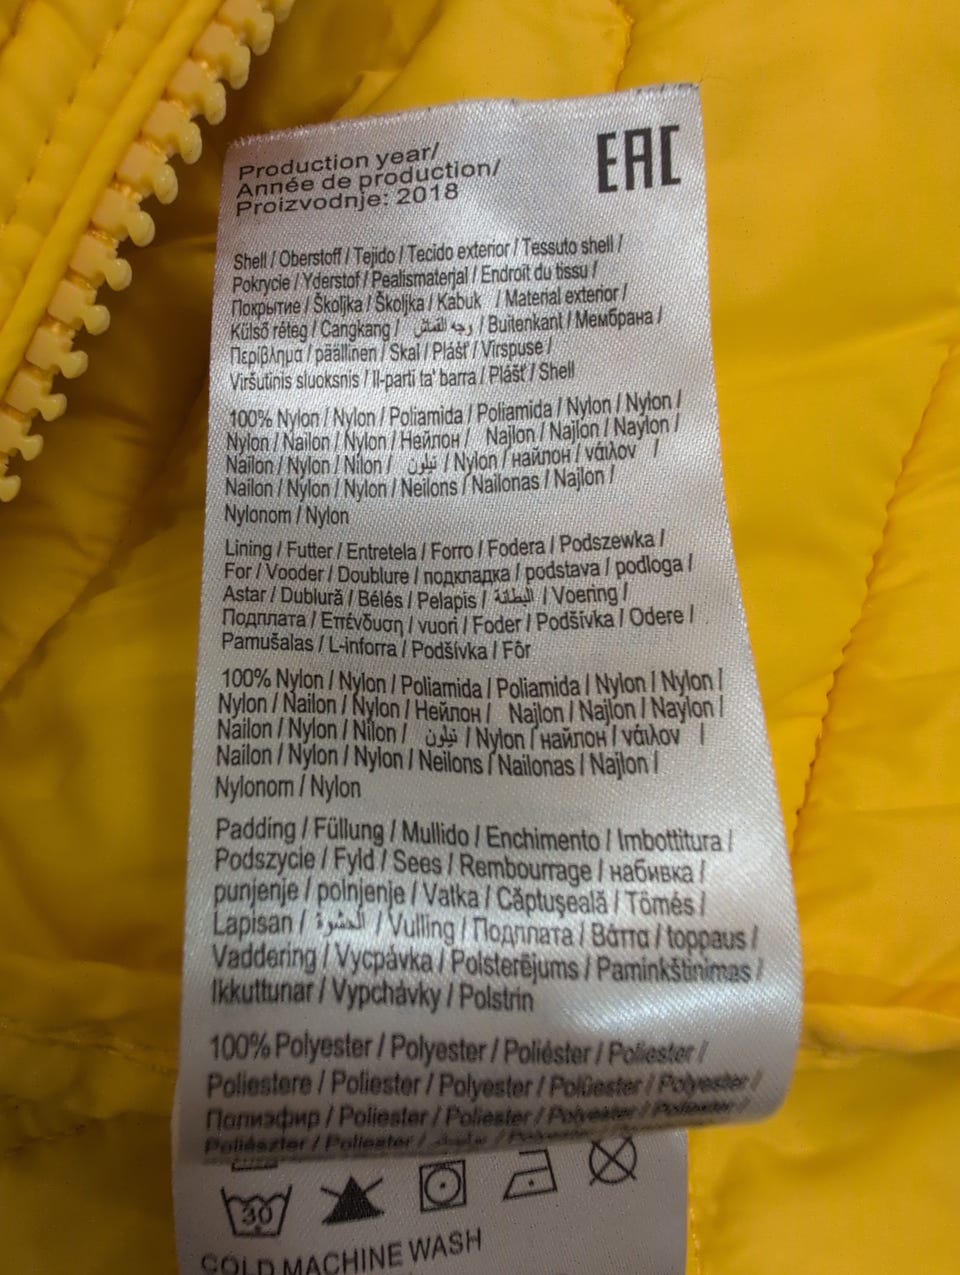 Production year/
Année de production/
Proizvodnje: 2018
EAC
Shell / Oberstoff / Tejido / Tecido exterior / Tessuto shell /
Pokrycie / Yderstof / Pealismaterjal / Endroit du tissu /
Покрытие / Školjka / Školjka / Kabuk / Material exterior /
Külső réteg / Cangkang / وجه القماش / Buitenkant / Мембрана /
Περίβλημα / päällinen / Skal / Plášť / Virspuse /
Viršutinis sluoksnis / Il-parti ta' barra / Plášť / Shell
100% Nylon / Nylon / Poliamida / Poliamida / Nylon / Nylon /
Nylon / Nailon / Nylon / Нейлон / Najlon / Najlon / Naylon /
Nailon / Nylon / Nilon / نيلون / Nylon / найлон / νάιλον /
Nailon / Nylon / Nylon / Neilons / Nailonas / Najlon /
Nylonom / Nylon
Lining / Futter / Entretela / Forro / Fodera / Podszewka /
For / Vooder / Doublure / подкладка / podstava / podloga /
Astar / Dublură / Bélés / Pelapis / البطانة / Voering /
Подплата / Επένδυση / vuori / Foder / Podšívka / Odere /
Pamušalas / L-inforra / Podšívka / Fôr
100% Nylon / Nylon / Poliamida / Poliamida / Nylon / Nylon /
Nylon / Nailon / Nylon / Нейлон / Najlon / Najlon / Naylon /
Nailon / Nylon / Nilon / نيلون / Nylon / найлон / νάιλον /
Nailon / Nylon / Nylon / Neilons / Nailonas / Najlon /
Nylonom / Nylon
Padding / Füllung / Mullido / Enchimento / Imbottitura /
Podszycie / Fyld / Sees / Rembourrage / набивка /
punjenje / polnjenje / Vatka / Căptuşeală / Tömés /
Lapisan / الحشوة / Vulling / Подплата / Βάττα / toppaus /
Vaddering / Vycpávka / Polsterējums / Paminkštinimas /
Ikkuttunar / Vypchávky / Polstrin
100% Polyester / Polyester / Poliéster / Poliester /
Poliestere / Poliester / Polyester / Polüester / Polyester /
Полиэфир / Poliester / Poliester / Polyester / Poliester /
Poliészter / Poliester / / Polyester /
30
COLD MACHINE WASH